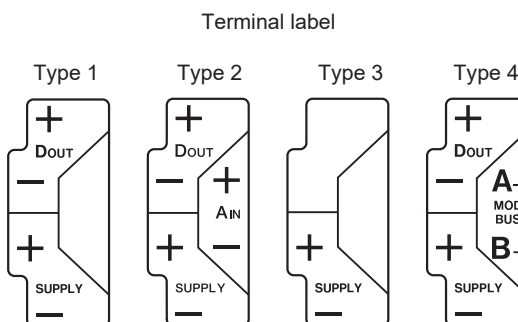 Terminal label
Type 1
+
DOUT
−
+
SUPPLY
−
Type 2
+
DOUT
−
+
AIN
−
+
SUPPLY
−
Type 3
+
SUPPLY
−
Type 4
+
DOUT
−
A-
MOD
BUS
B-
+
SUPPLY
−